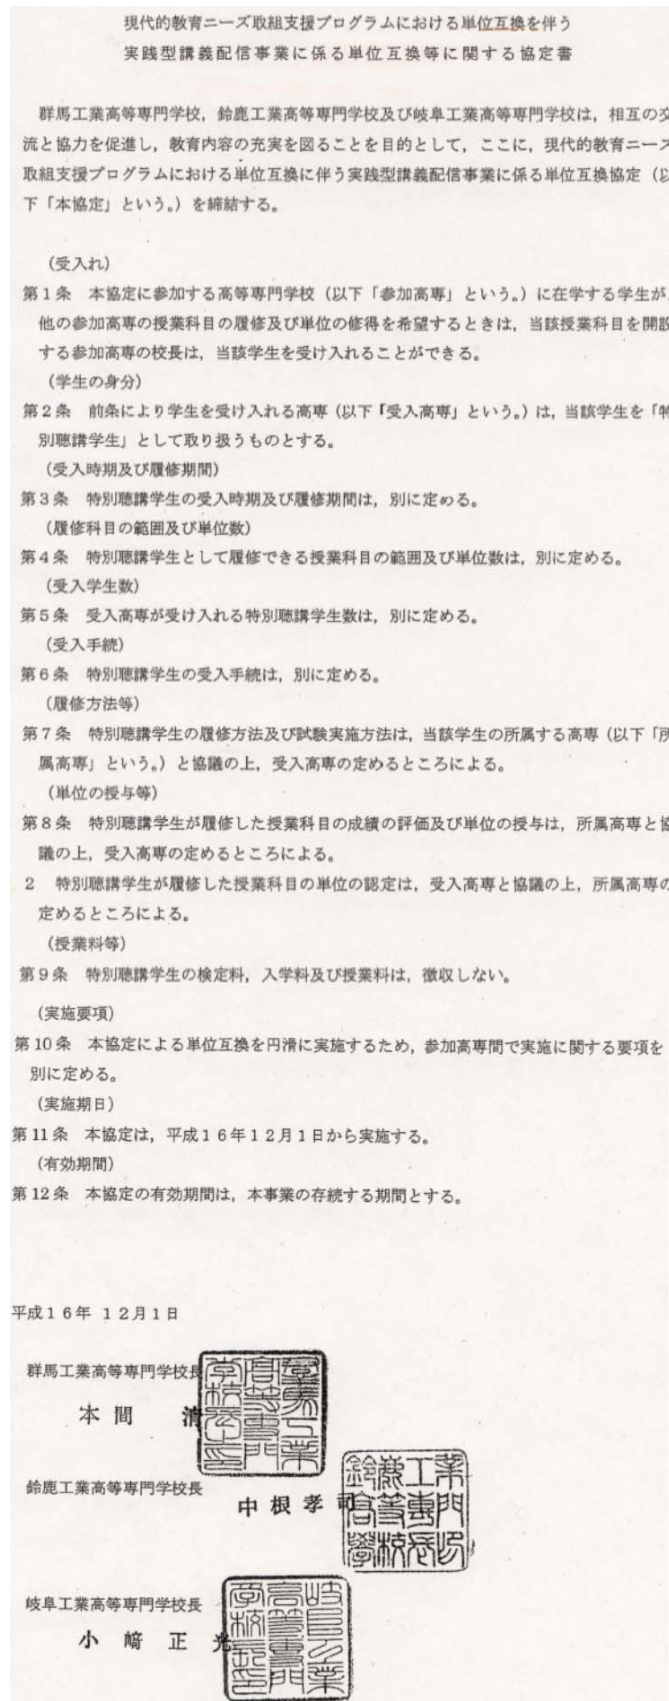 現代的教育ニーズ取組支援プログラムにおける単位互換を伴う
実践型講義配信事業に係る単位互換等に関する協定書
群馬工業高等専門学校，鈴鹿工業高等専門学校及び岐阜工業高等専門学校は，相互の交
流と協力を促進し，教育内容の充実を図ることを目的として，ここに，現代的教育ニーズ
取組支援プログラムにおける単位互換に伴う実践型講義配信事業に係る単位互換協定（以
下「本協定」という。）を締結する。
（受入れ）
第１条　本協定に参加する高等専門学校（以下「参加高専」という。）に在学する学生が，
他の参加高専の授業科目の履修及び単位の修得を希望するときは，当該授業科目を開設
する参加高専の校長は，当該学生を受け入れることができる。
（学生の身分）
第２条　前条により学生を受け入れる高専（以下「受入高専」という。）は，当該学生を「特
別聴講学生」として取り扱うものとする。
（受入時期及び履修期間）
第３条　特別聴講学生の受入時期及び履修期間は，別に定める。
（履修科目の範囲及び単位数）
第４条　特別聴講学生として履修できる授業科目の範囲及び単位数は，別に定める。
（受入学生数）
第５条　受入高専が受け入れる特別聴講学生数は，別に定める。
（受入手続）
第６条　特別聴講学生の受入手続は，別に定める。
（履修方法等）
第７条　特別聴講学生の履修方法及び試験実施方法は，当該学生の所属する高専（以下「所
属高専」という。）と協議の上，受入高専の定めるところによる。
（単位の授与等）
第８条　特別聴講学生が履修した授業科目の成績の評価及び単位の授与は，所属高専と協
議の上，受入高専の定めるところによる。
２　特別聴講学生が履修した授業科目の単位の認定は，受入高専と協議の上，所属高専の
定めるところによる。
（授業料等）
第９条　特別聴講学生の検定料，入学料及び授業料は，徴収しない。
（実施要項）
第10条　本協定による単位互換を円滑に実施するため，参加高専間で実施に関する要項を
別に定める。
（実施期日）
第11条　本協定は，平成１６年１２月１日から実施する。
（有効期間）
第12条　本協定の有効期間は，本事業の存続する期間とする。
平成１６年 １２月１日
群馬工業高等専門学校長
本間　清
鈴鹿工業高等専門学校長
中根孝司
鈴鹿工業
高等専門
學校長印
岐阜工業高等専門学校長
小﨑正光